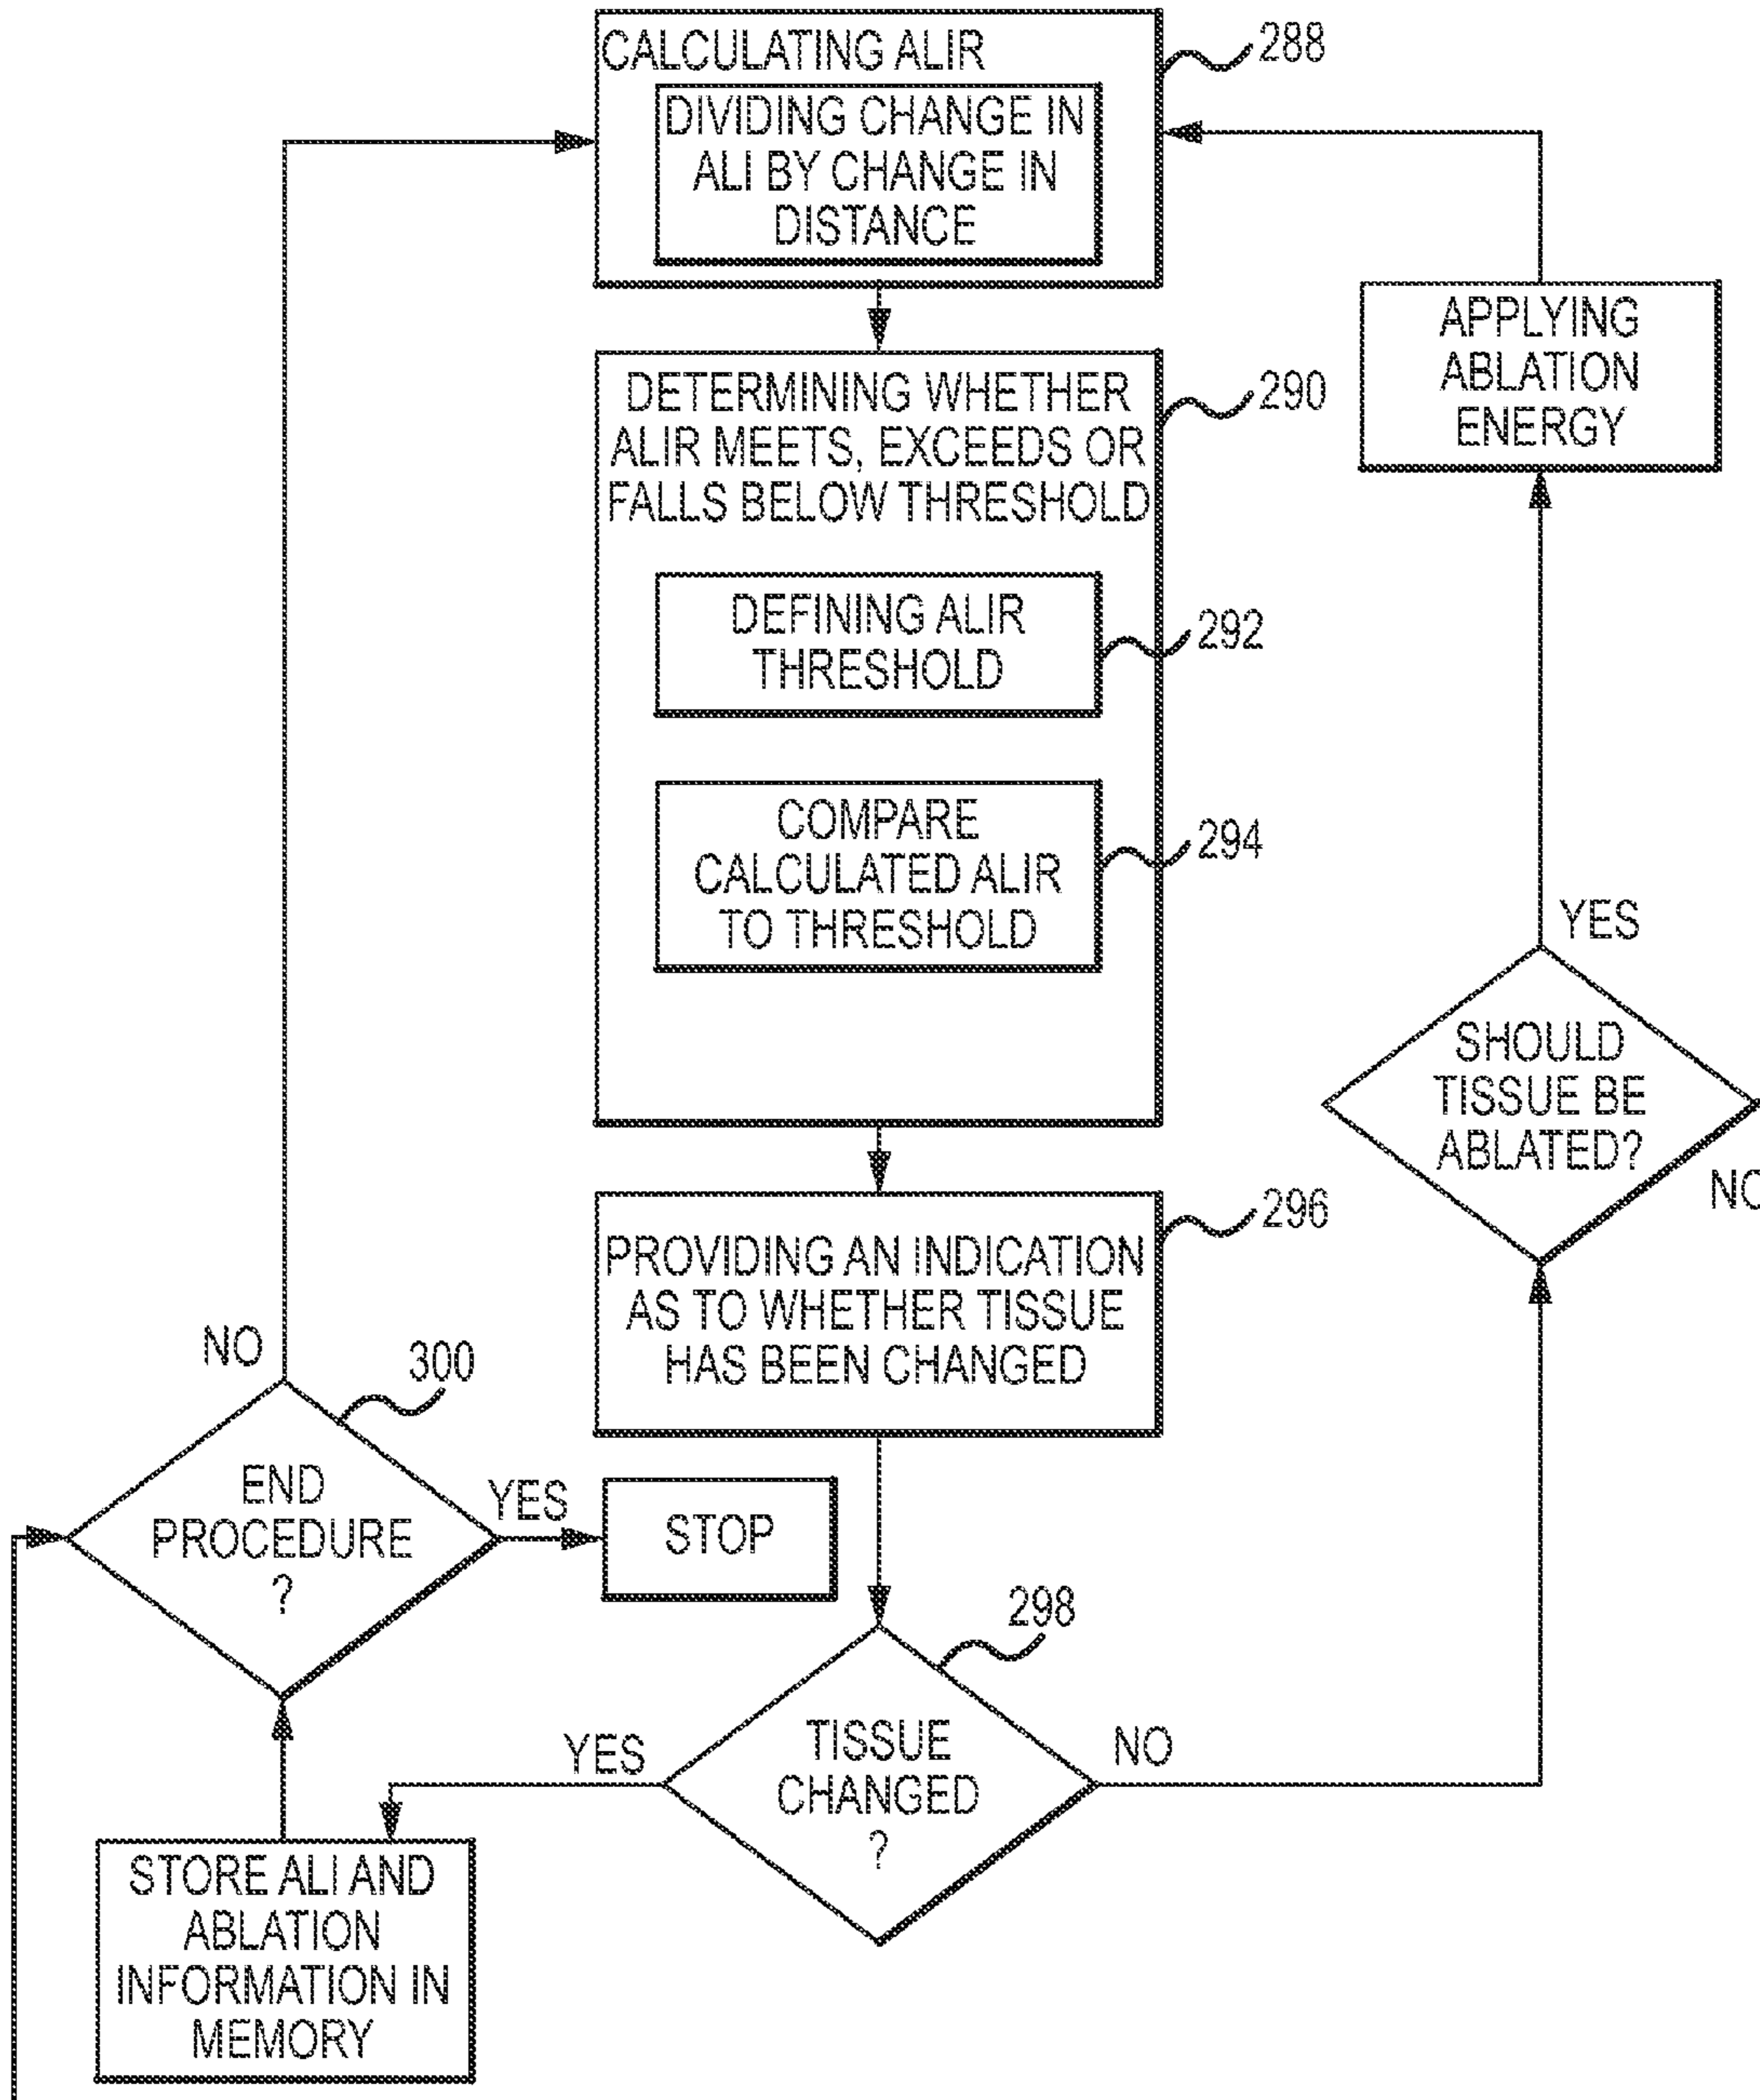 CALCULATING ALIR
288
DIVIDING CHANGE IN
ALI BY CHANGE IN
DISTANCE
APPLYING
ABLATION
ENERGY
DETERMINING WHETHER
ALIR MEETS, EXCEEDS OR
FALLS BELOW THRESHOLD
290
DEFINING ALIR
THRESHOLD
292
COMPARE
CALCULATED ALIR
TO THRESHOLD
294
YES
SHOULD
TISSUE BE
ABLATED?
NO
PROVIDING AN INDICATION
AS TO WHETHER TISSUE
HAS BEEN CHANGED
296
NO
300
END
PROCEDURE
?
YES
STOP
298
TISSUE
CHANGED
?
YES
NO
STORE ALI AND
ABLATION
INFORMATION IN
MEMORY